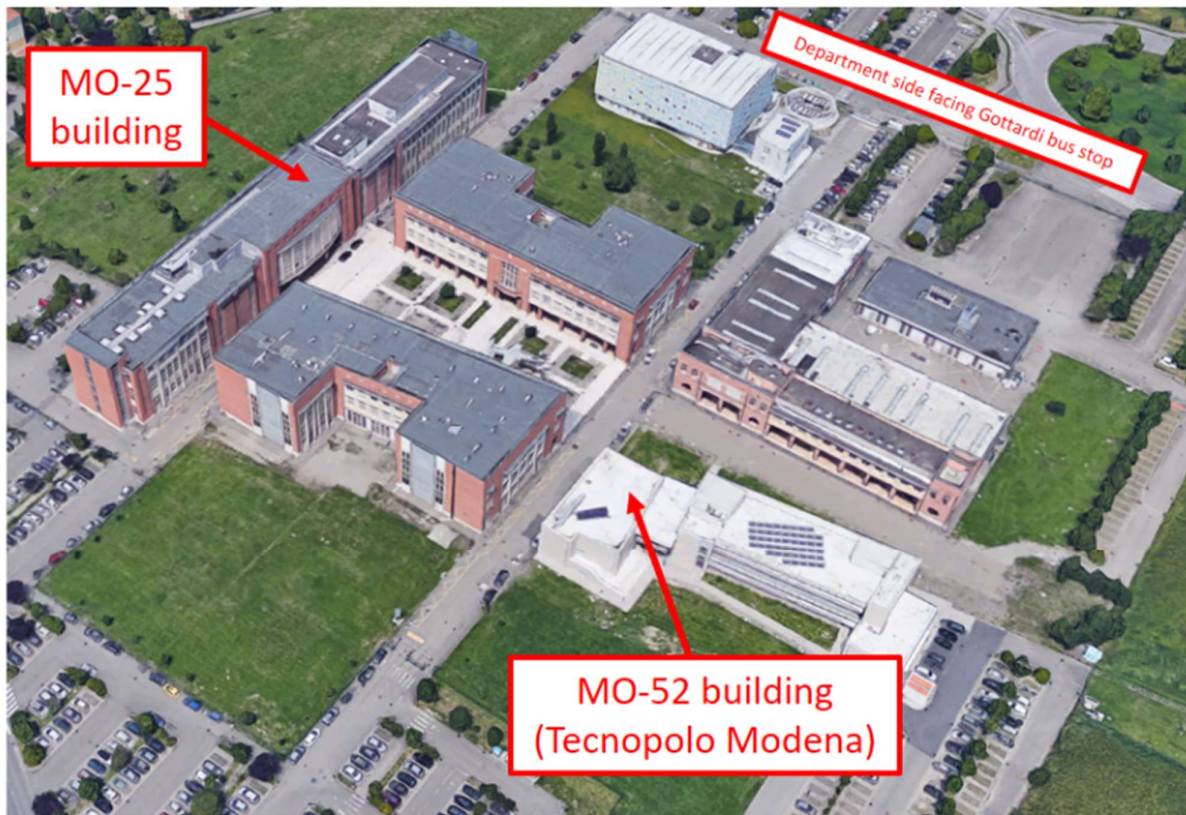 MO-25
building
Department side facing Gottardi bus stop
MO-52 building
(Tecnopolo Modena)